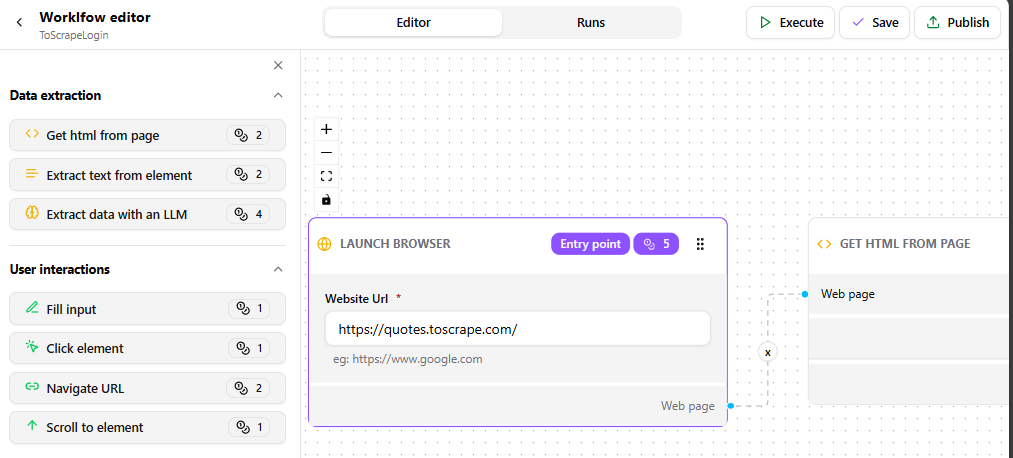 Worklfow editor
ToScrapeLogin
Editor
Runs
Execute
Save
Publish
Data extraction
Get html from page 2
Extract text from element 2
Extract data with an LLM 4
User interactions
Fill input 1
Click element 1
Navigate URL 2
Scroll to element 1
LAUNCH BROWSER Entry point 5
Website Url *
https://quotes.toscrape.com/
eg: https://www.google.com
Web page
x
GET HTML FROM PAGE
Web page